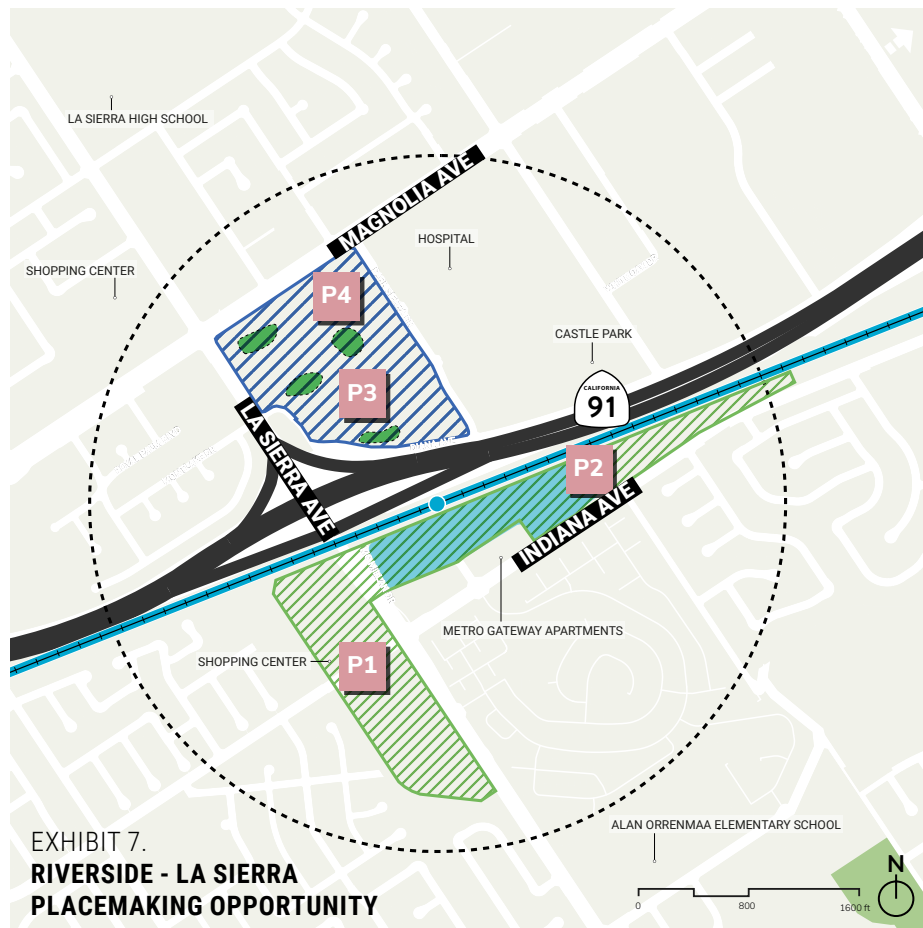 LA SIERRA HIGH SCHOOL
MAGNOLIA AVE
HOSPITAL
SHOPPING CENTER
P4
CASTLE PARK
P3
CALIFORNIA
91
LA SIERRA AVE
P2
INDIANA AVE
METRO GATEWAY APARTMENTS
SHOPPING CENTER
P1
ALAN ORRENMAA ELEMENTARY SCHOOL
EXHIBIT 7.
RIVERSIDE - LA SIERRA
PLACEMAKING OPPORTUNITY
0 800 1600 ft
N